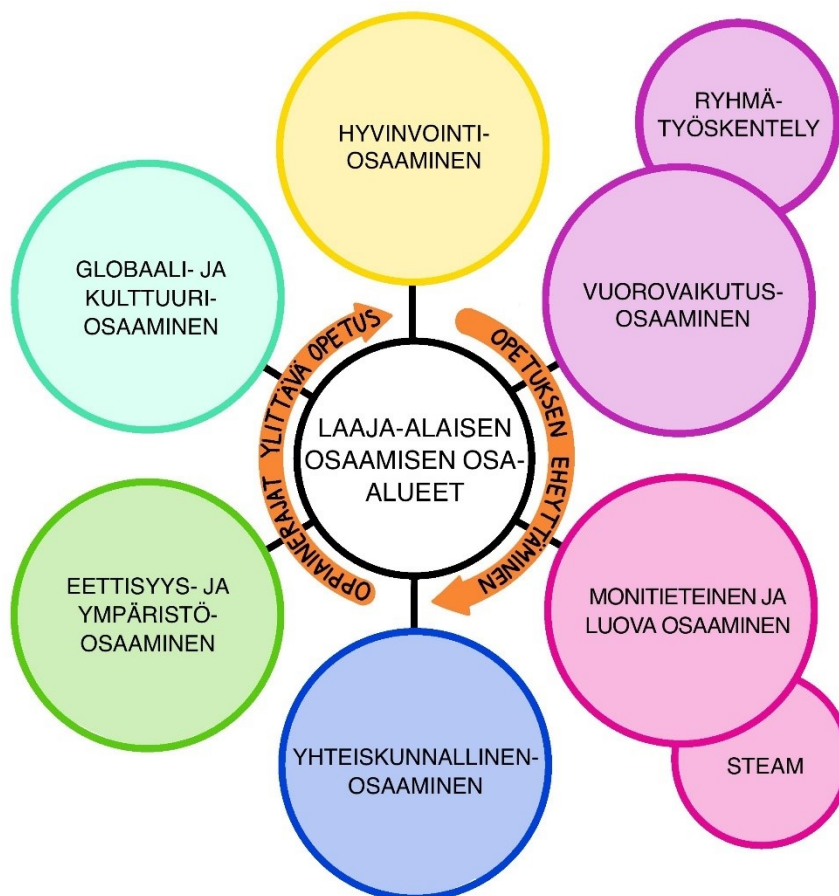 HYVINVOINTI-
OSAAMINEN
RYHMÄ-
TYÖSKENTELY
VUOROVAIKUTUS-
OSAAMINEN
GLOBAALI- JA
KULTTUURI-
OSAAMINEN
OPPIAINERAJAT YLITTÄVÄ OPETUS
OPETUKSEN EHEYTTÄMINEN
LAAJA-ALAISEN
OSAAMISEN OSA-
ALUEET
EETTISYYS- JA
YMPÄRISTÖ-
OSAAMINEN
MONITIETEINEN JA
LUOVA OSAAMINEN
STEAM
YHTEISKUNNALLINEN-
OSAAMINEN